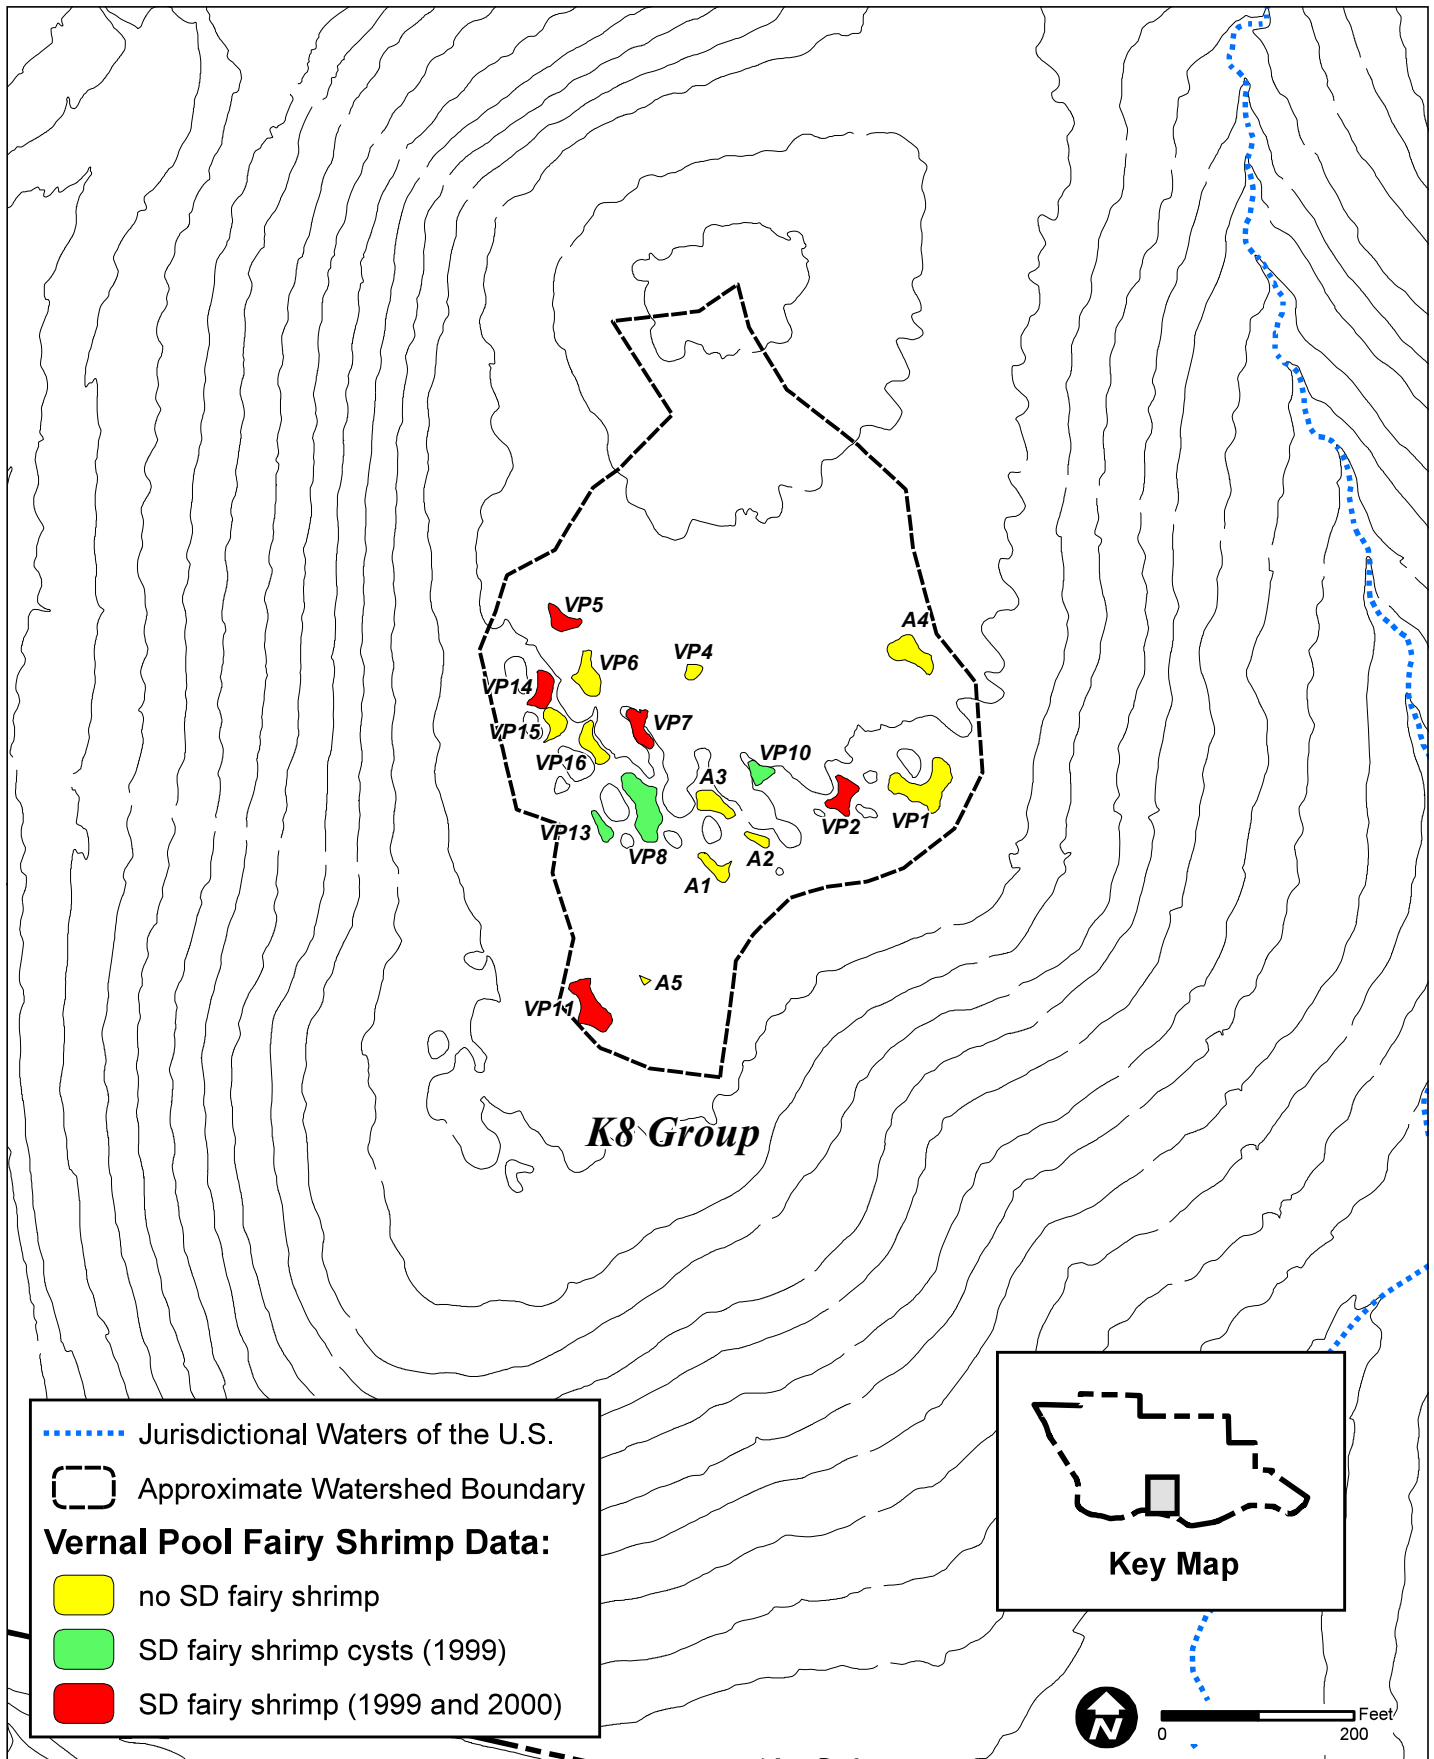 VP5
A4
VP4
VP6
VP14
VP7
VP15
VP10
VP16
A3
VP1
VP2
VP13
VP8
A2
A1
A5
VP11
K8 Group
Jurisdictional Waters of the U.S.
Approximate Watershed Boundary
Vernal Pool Fairy Shrimp Data:
no SD fairy shrimp
SD fairy shrimp cysts (1999)
SD fairy shrimp (1999 and 2000)
Key Map
N
Feet
0 200